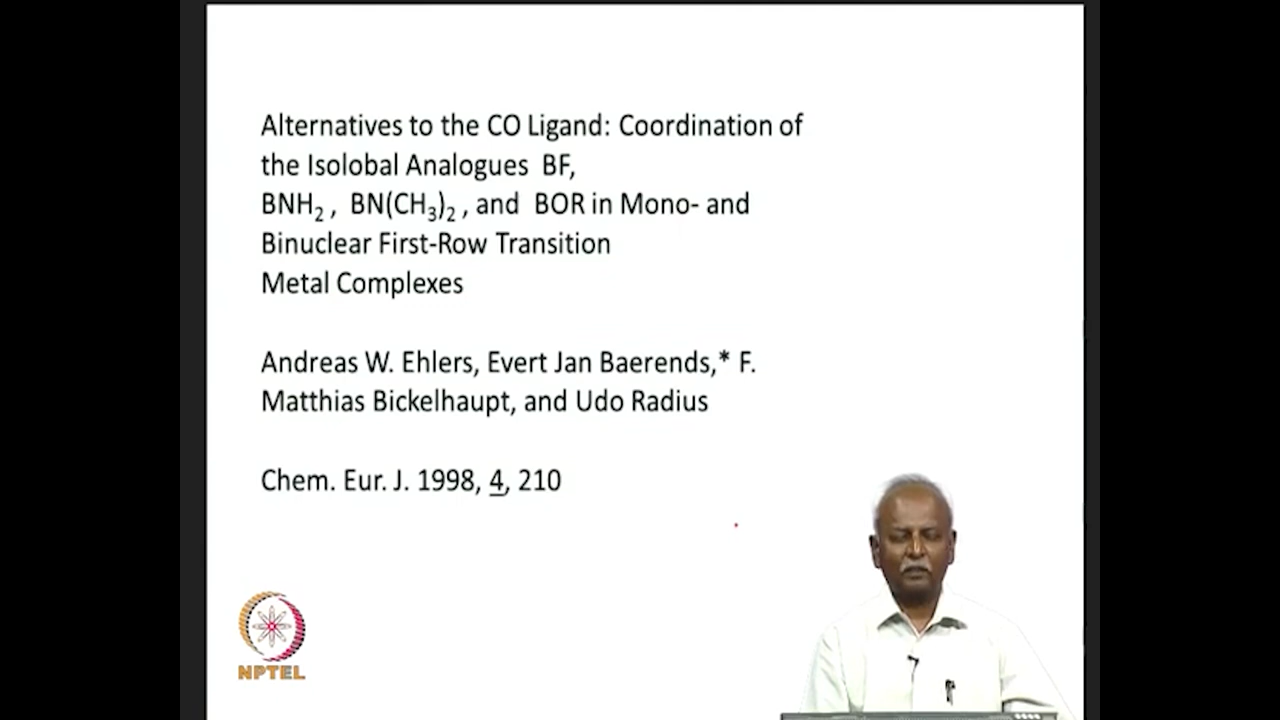 Alternatives to the CO Ligand: Coordination of
the Isolobal Analogues BF,
BNH₂ , BN(CH₃)₂ , and BOR in Mono- and
Binuclear First-Row Transition
Metal Complexes
Andreas W. Ehlers, Evert Jan Baerends,* F.
Matthias Bickelhaupt, and Udo Radius
Chem. Eur. J. 1998, 4, 210
NPTEL